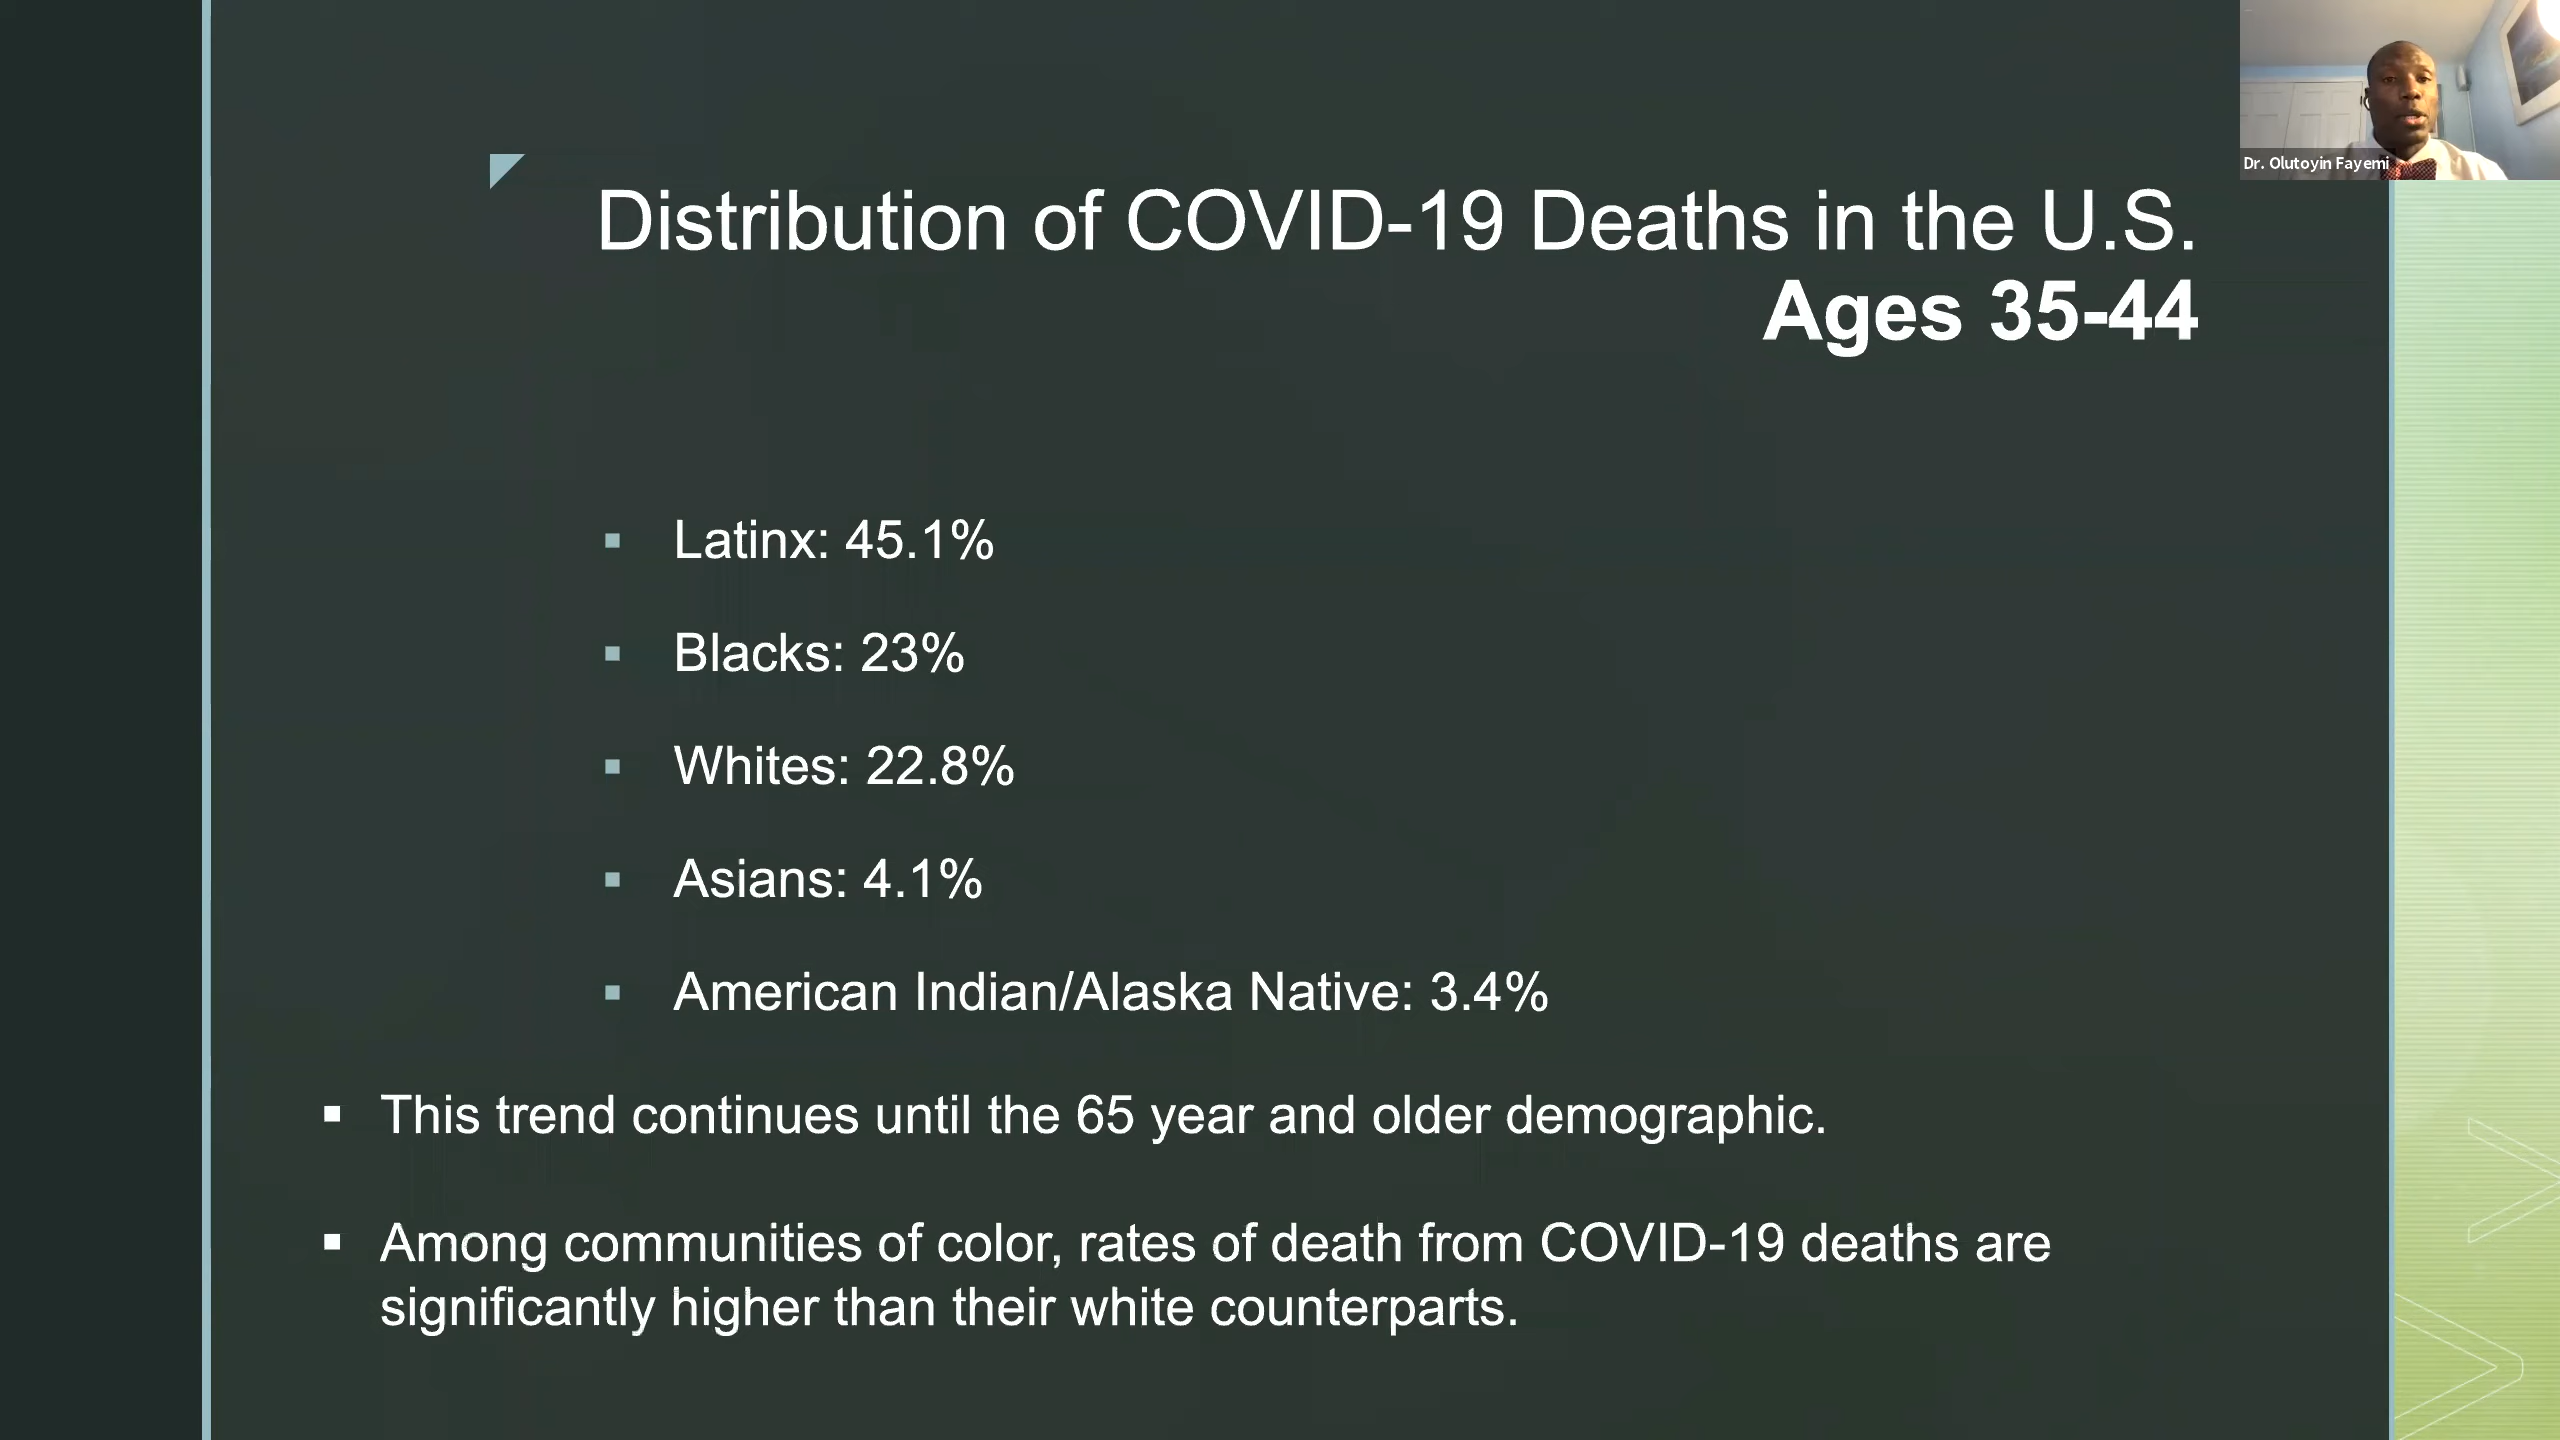 Dr. Olutoyin Fayemi
Distribution of COVID-19 Deaths in the U.S.
Ages 35-44
▪ Latinx: 45.1%
▪ Blacks: 23%
▪ Whites: 22.8%
▪ Asians: 4.1%
▪ American Indian/Alaska Native: 3.4%
▪ This trend continues until the 65 year and older demographic.
▪ Among communities of color, rates of death from COVID-19 deaths are
significantly higher than their white counterparts.